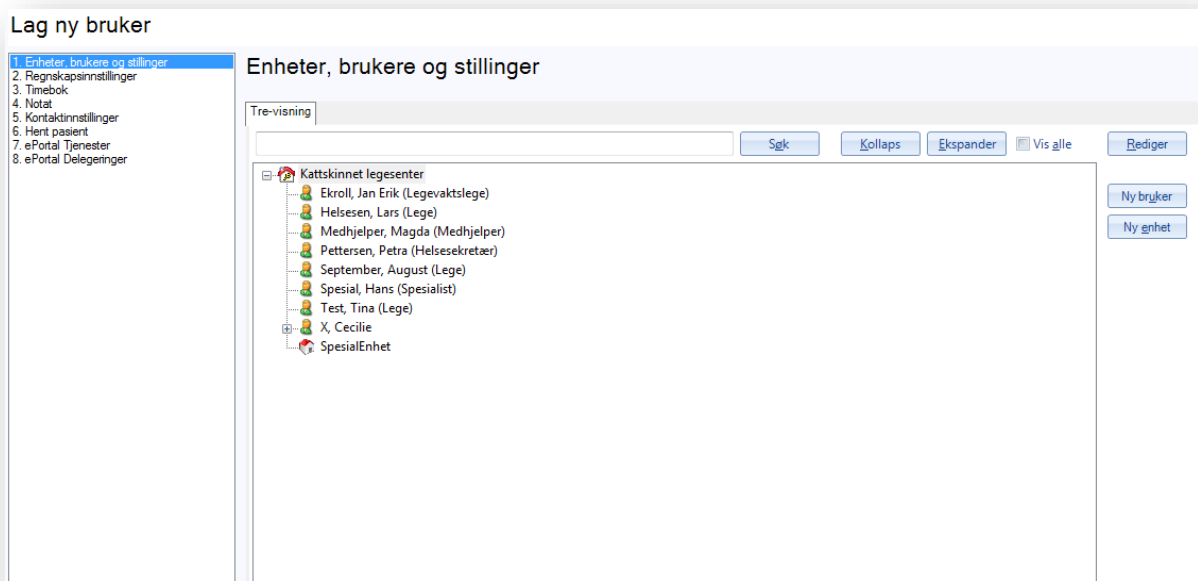 Lag ny bruker
1. Enheter, brukere og stillinger
2. Regnskapsinnstillinger
3. Timebok
4. Notat
5. Kontaktinnstillinger
6. Hent pasient
7. ePortal Tjenester
8. ePortal Delegeringer
Enheter, brukere og stillinger
Tre-visning
Søk Kollaps Ekspander Vis alle Rediger
Kattskinnet legesenter
Ekroll, Jan Erik (Legevaktslege)
Helsesen, Lars (Lege)
Medhjelper, Magda (Medhjelper)
Pettersen, Petra (Helsesekretær)
September, August (Lege)
Spesial, Hans (Spesialist)
Test, Tina (Lege)
X, Cecilie
SpesialEnhet
Ny bruker
Ny enhet